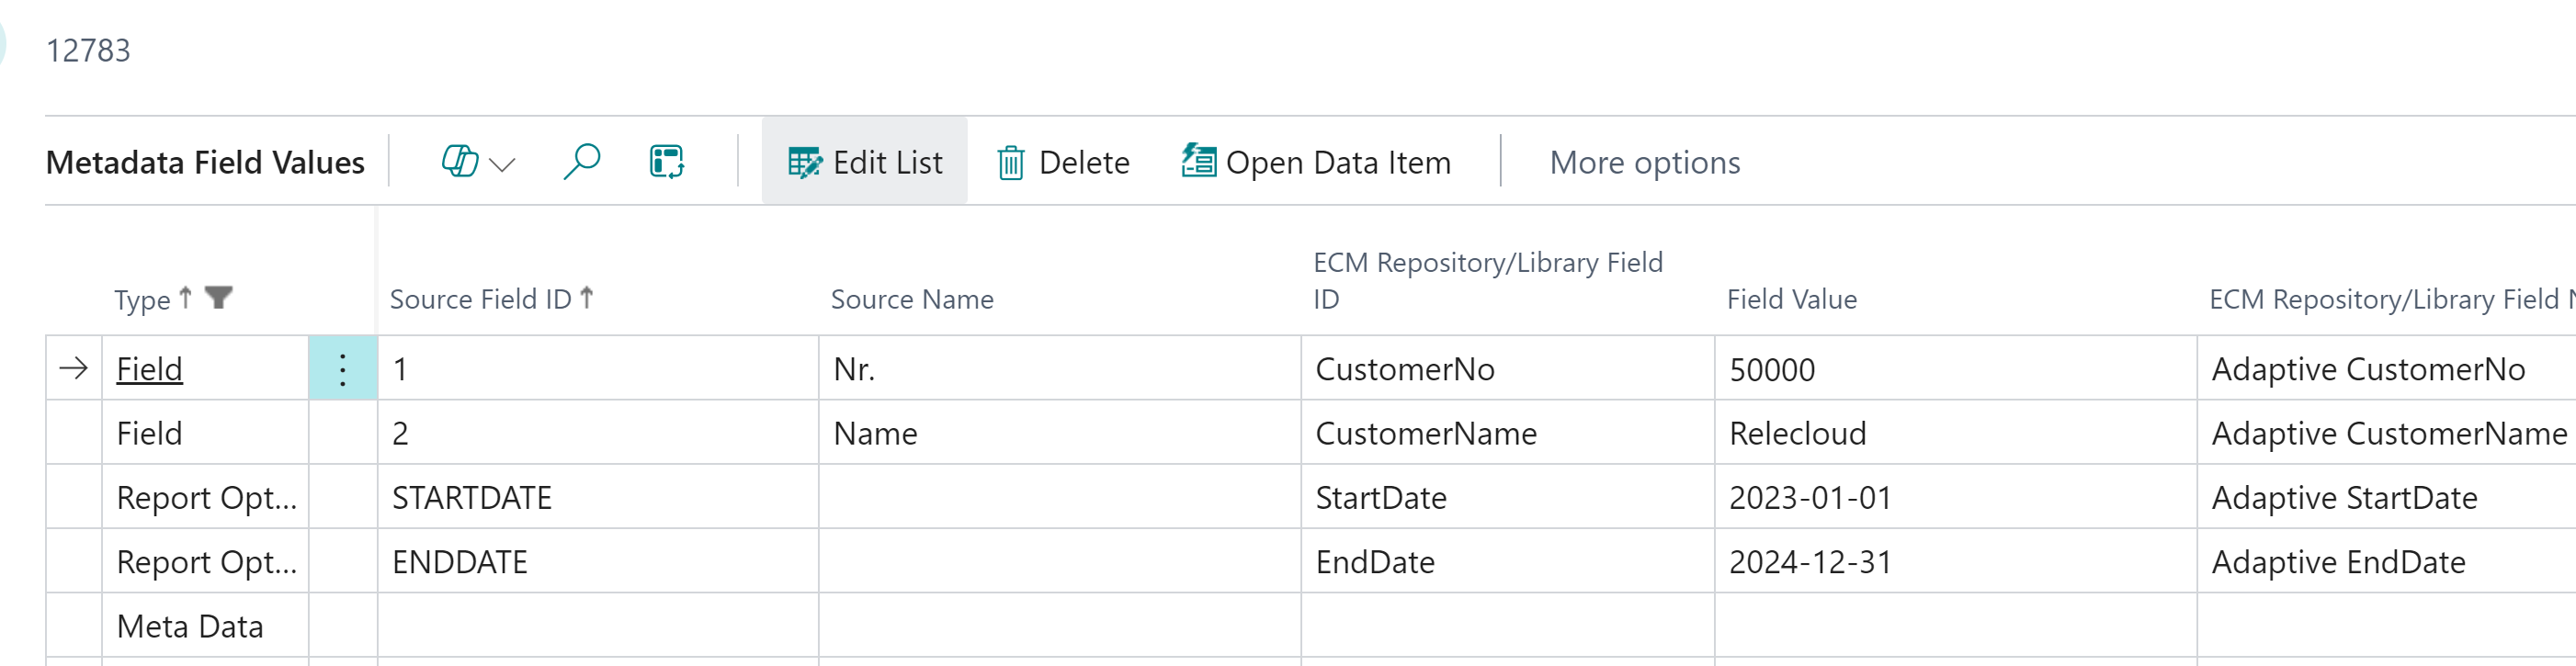 12783
Metadata Field Values Edit List Delete Open Data Item More options
Type Source Field ID Source Name ECM Repository/Library Field ID Field Value ECM Repository/Library Field
Field 1 Nr. CustomerNo 50000 Adaptive CustomerNo
Field 2 Name CustomerName Relecloud Adaptive CustomerName
Report Opt... STARTDATE StartDate 2023-01-01 Adaptive StartDate
Report Opt... ENDDATE EndDate 2024-12-31 Adaptive EndDate
Meta Data